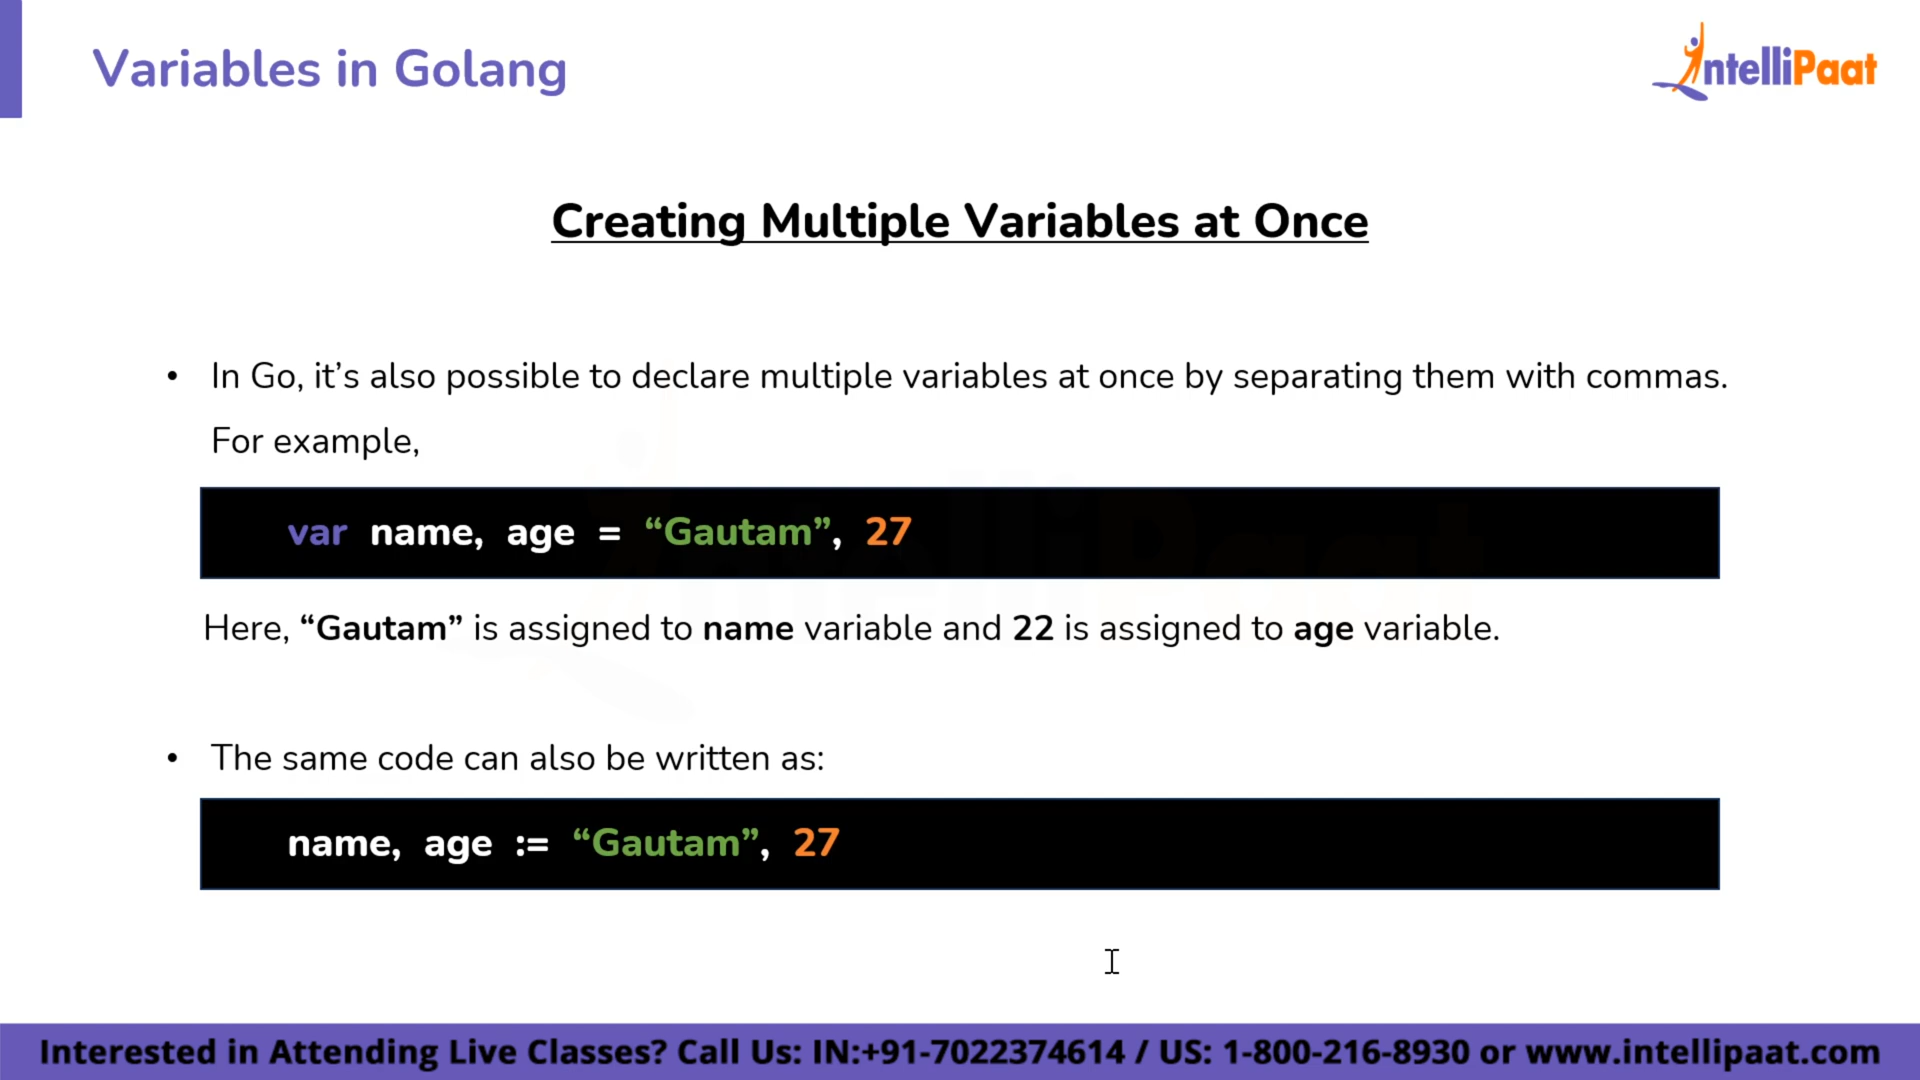 Variables in Golang
IntelliPaat
Creating Multiple Variables at Once
• In Go, it’s also possible to declare multiple variables at once by separating them with commas.
For example,
var name, age = “Gautam”, 27
Here, “Gautam” is assigned to name variable and 22 is assigned to age variable.
• The same code can also be written as:
name, age := “Gautam”, 27
Interested in Attending Live Classes? Call Us: IN:+91-7022374614 / US: 1-800-216-8930 or www.intellipaat.com